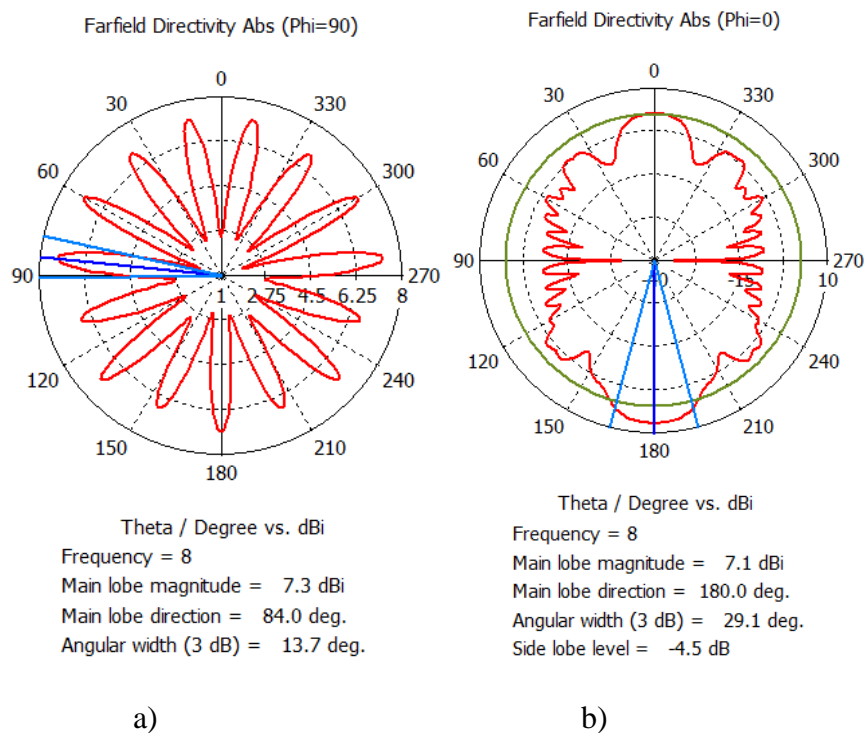 Farfield Directivity Abs (Phi=90)
0
30 330
60 300
90 270
1 2.75 4.5 6.25 8
120 240
150 210
180
Theta / Degree vs. dBi
Frequency = 8
Main lobe magnitude = 7.3 dBi
Main lobe direction = 84.0 deg.
Angular width (3 dB) = 13.7 deg.
a)
Farfield Directivity Abs (Phi=0)
0
30 330
60 300
90 270
10
120 240
150 210
180
Theta / Degree vs. dBi
Frequency = 8
Main lobe magnitude = 7.1 dBi
Main lobe direction = 180.0 deg.
Angular width (3 dB) = 29.1 deg.
Side lobe level = -4.5 dB
b)